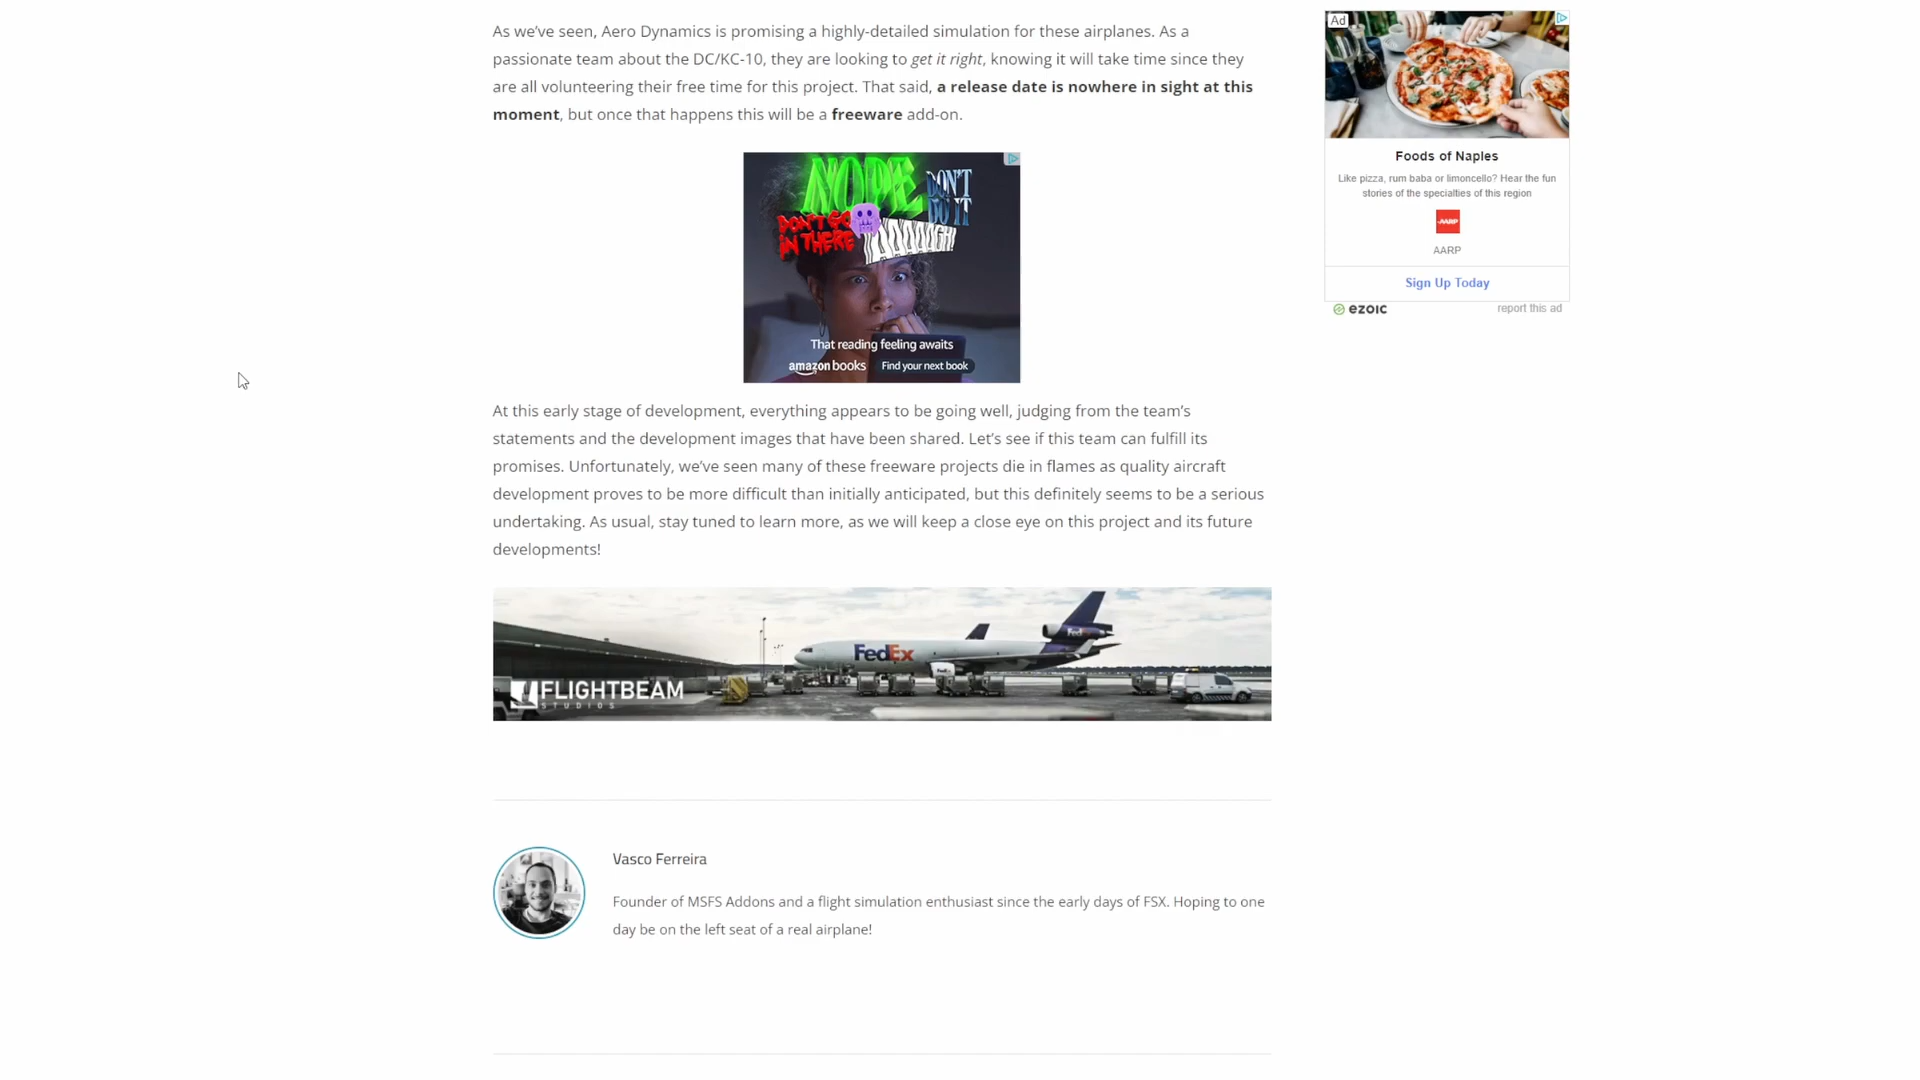 As we’ve seen, Aero Dynamics is promising a highly-detailed simulation for these airplanes. As a
passionate team about the DC/KC-10, they are looking to get it right, knowing it will take time since they
are all volunteering their free time for this project. That said, a release date is nowhere in sight at this
moment, but once that happens this will be a freeware add-on.
NOPE
DON'T
DO IT
DON'T GO
IN THERE
AAAAAGH!
That reading feeling awaits
amazon books Find your next book
At this early stage of development, everything appears to be going well, judging from the team’s
statements and the development images that have been shared. Let’s see if this team can fulfill its
promises. Unfortunately, we’ve seen many of these freeware projects die in flames as quality aircraft
development proves to be more difficult than initially anticipated, but this definitely seems to be a serious
undertaking. As usual, stay tuned to learn more, as we will keep a close eye on this project and its future
developments!
FedEx
FedEx
FedEx
FLIGHTBEAM
STUDIOS
Vasco Ferreira
Founder of MSFS Addons and a flight simulation enthusiast since the early days of FSX. Hoping to one
day be on the left seat of a real airplane!
Ad
Foods of Naples
Like pizza, rum baba or limoncello? Hear the fun
stories of the specialties of this region
AARP
AARP
Sign Up Today
ezoic report this ad